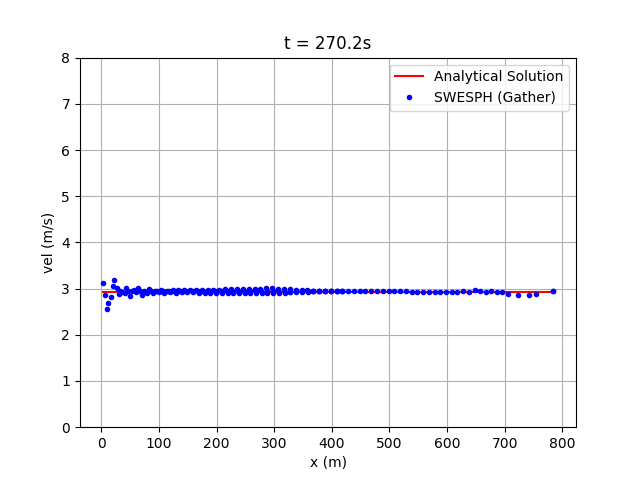 t = 270.2s
8
7
6
5
4
3
2
1
0
vel (m/s)
Analytical Solution
SWESPH (Gather)
0 100 200 300 400 500 600 700 800
x (m)